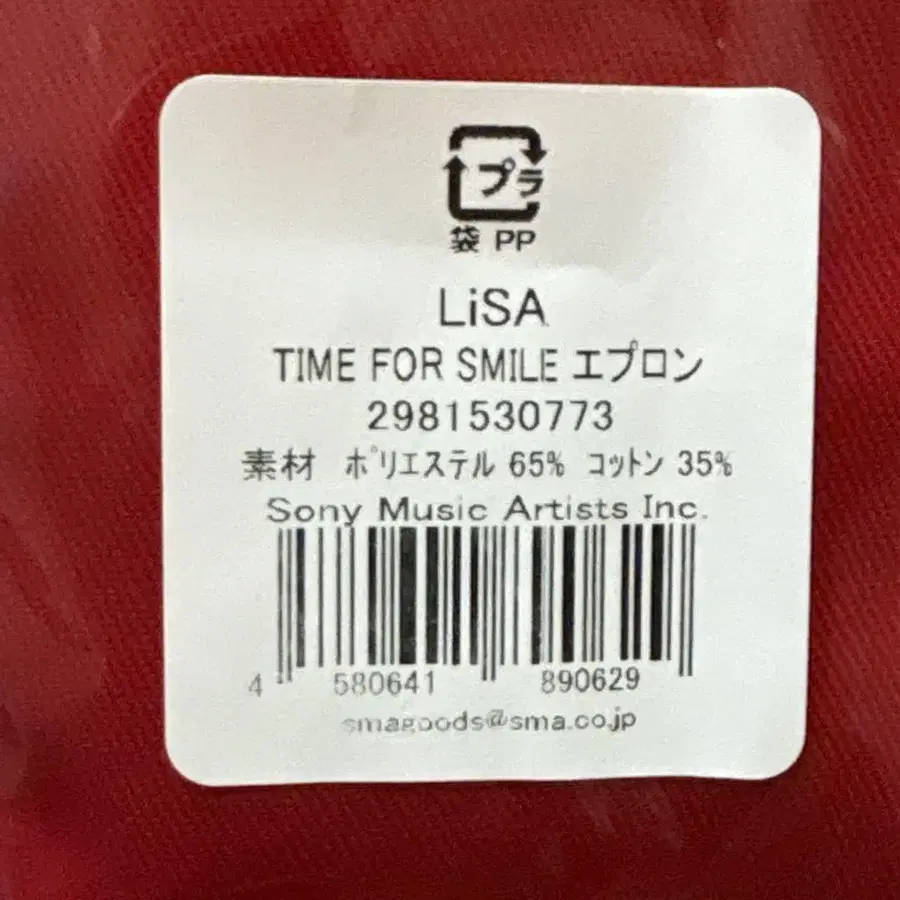 プラ
袋 PP
LiSA
TIME FOR SMILE エプロン
2981530773
素材 ポリエステル 65% コットン 35%
Sony Music Artists Inc.
4 580641 890629
smagoods@sma.co.jp